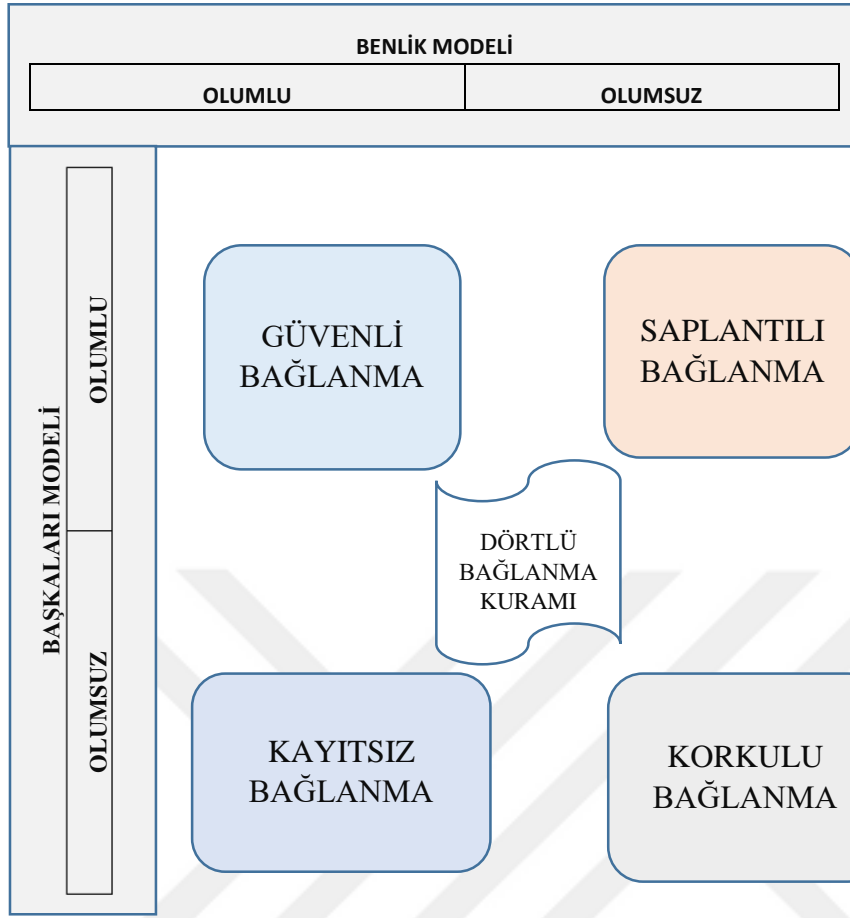 BENLİK MODELİ
OLUMLU
OLUMSUZ
BAŞKALARI MODELİ
OLUMLU
OLUMSUZ
GÜVENLİ
BAĞLANMA
SAPLANTILI
BAĞLANMA
DÖRTLÜ
BAĞLANMA
KURAMI
KAYITSIZ
BAĞLANMA
KORKULU
BAĞLANMA